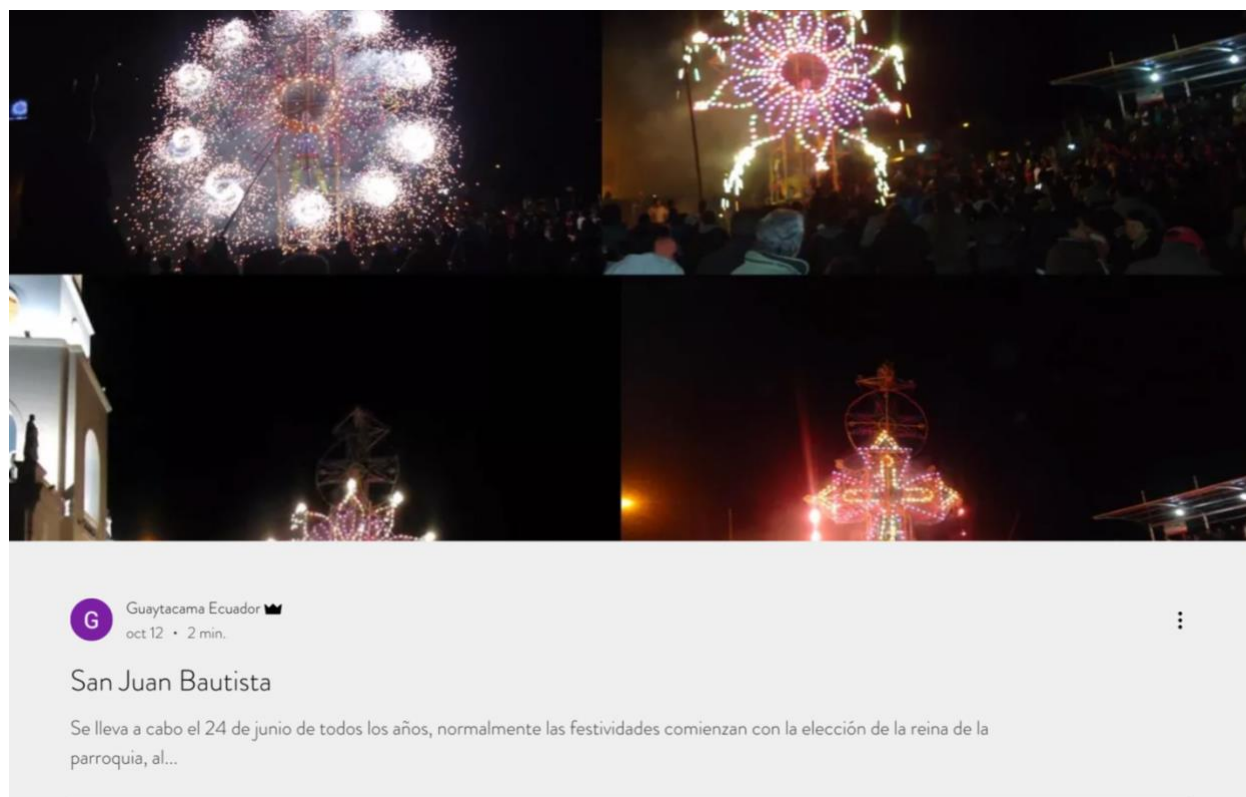 G
Guaytacama Ecuador
oct 12 • 2 min.
San Juan Bautista
Se lleva a cabo el 24 de junio de todos los años, normalmente las festividades comienzan con la elección de la reina de la
parroquia, al...